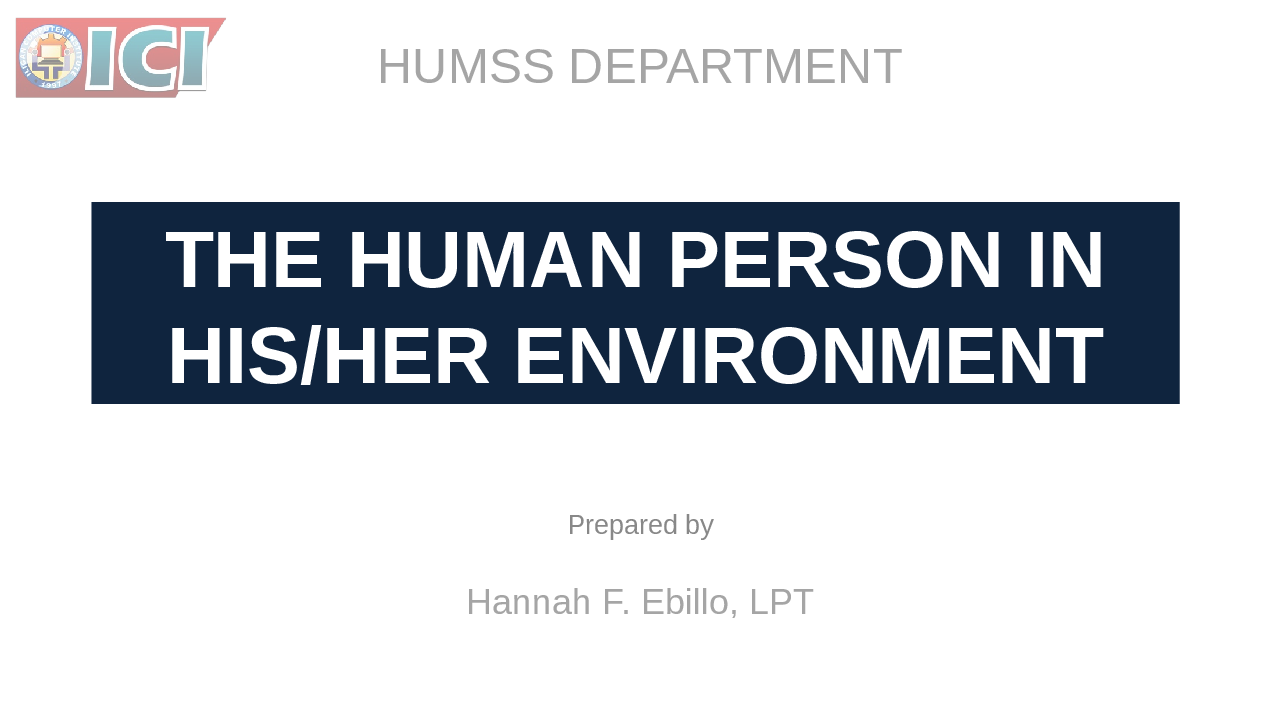 ICI
HUMSS DEPARTMENT
THE HUMAN PERSON IN
HIS/HER ENVIRONMENT
Prepared by
Hannah F. Ebillo, LPT